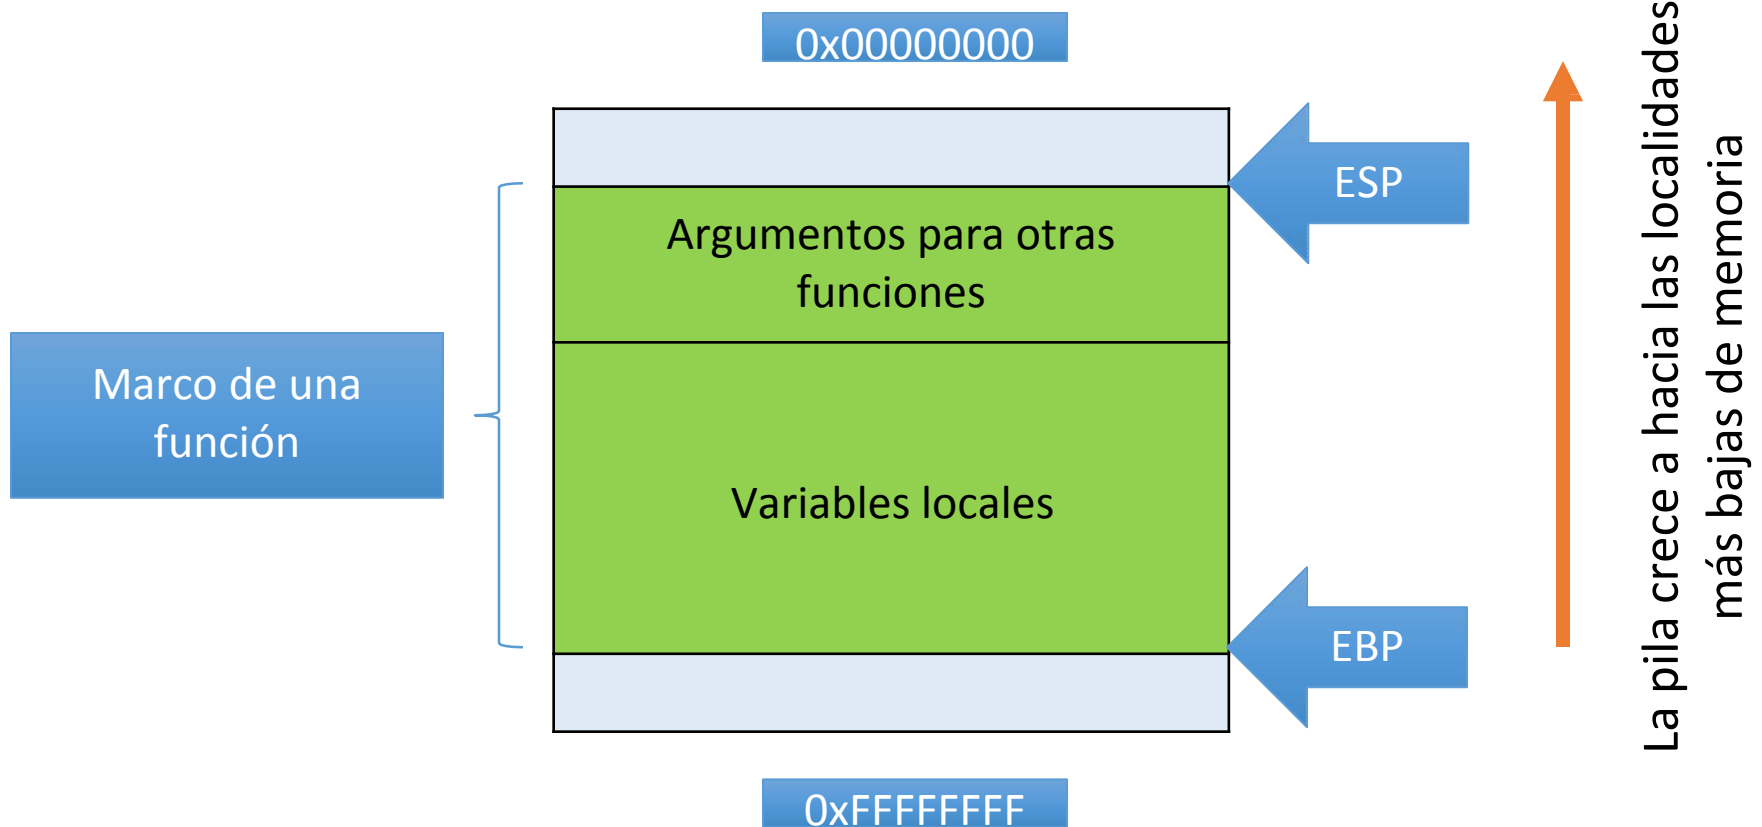 0x00000000
ESP
Argumentos para otras
funciones
Marco de una
función
Variables locales
EBP
0xFFFFFFFF
La pila crece a hacia las localidades
más bajas de memoria